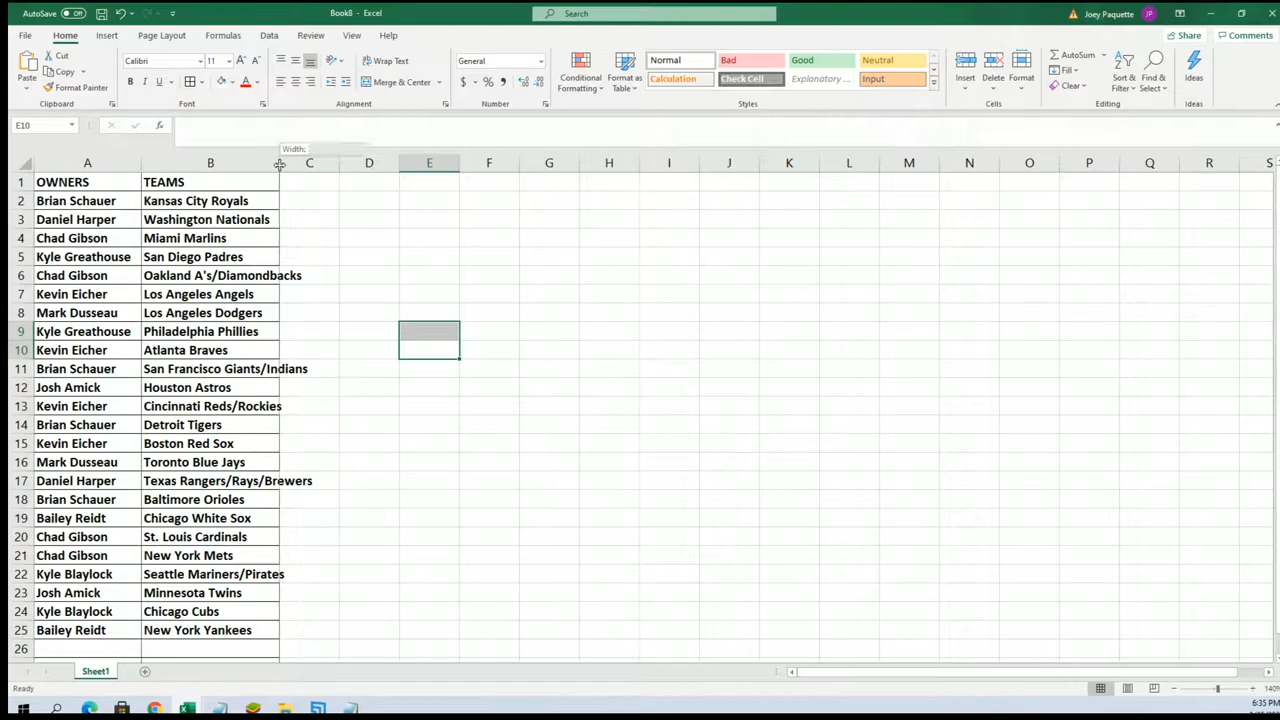 AutoSave Off Book8 - Excel Search Joey Paquette JP
File Home Insert Page Layout Formulas Data Review View Help Share Comments
Paste Cut Copy Format Painter Clipboard
Calibri 11 B I U A Font
Wrap Text Merge & Center Alignment
General $ % Number
Conditional Formatting Format as Table
Normal Bad Good Neutral
Calculation Check Cell Explanatory ... Input
Styles
Insert Delete Format Cells
AutoSum Fill Clear Sort & Filter Find & Select Editing
Ideas Ideas
E10 fx
Width:
A B C D E F G H I J K L M N O P Q R S
1 OWNERS TEAMS
2 Brian Schauer Kansas City Royals
3 Daniel Harper Washington Nationals
4 Chad Gibson Miami Marlins
5 Kyle Greathouse San Diego Padres
6 Chad Gibson Oakland A's/Diamondbacks
7 Kevin Eicher Los Angeles Angels
8 Mark Dusseau Los Angeles Dodgers
9 Kyle Greathouse Philadelphia Phillies
10 Kevin Eicher Atlanta Braves
11 Brian Schauer San Francisco Giants/Indians
12 Josh Amick Houston Astros
13 Kevin Eicher Cincinnati Reds/Rockies
14 Brian Schauer Detroit Tigers
15 Kevin Eicher Boston Red Sox
16 Mark Dusseau Toronto Blue Jays
17 Daniel Harper Texas Rangers/Rays/Brewers
18 Brian Schauer Baltimore Orioles
19 Bailey Reidt Chicago White Sox
20 Chad Gibson St. Louis Cardinals
21 Chad Gibson New York Mets
22 Kyle Blaylock Seattle Mariners/Pirates
23 Josh Amick Minnesota Twins
24 Kyle Blaylock Chicago Cubs
25 Bailey Reidt New York Yankees
26
Sheet1
Ready 140%
6:35 PM